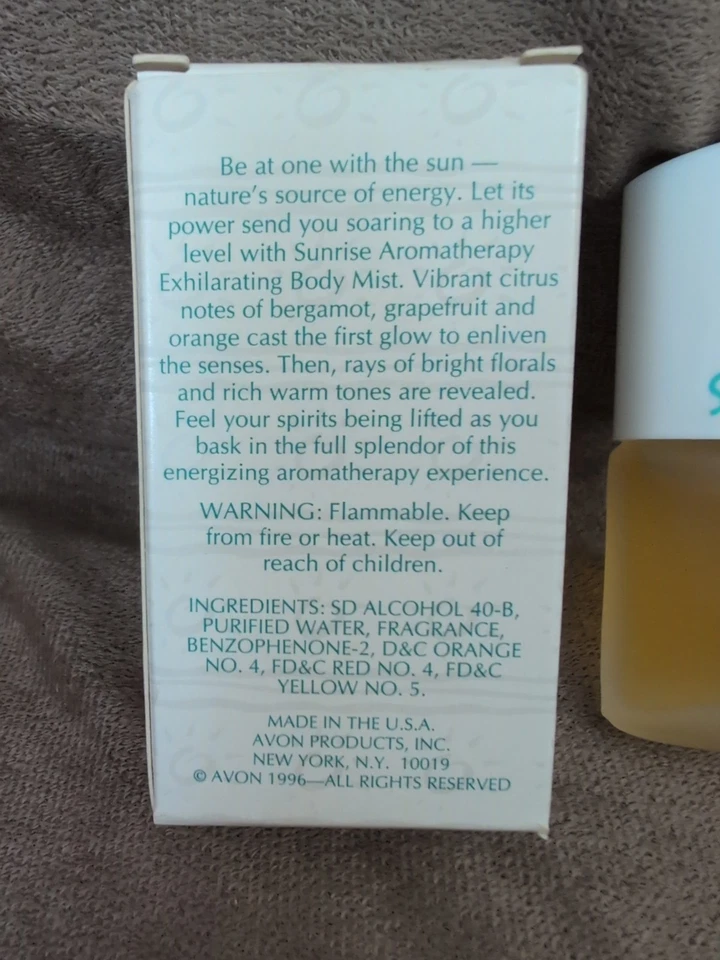 Be at one with the sun —
nature's source of energy. Let its
power send you soaring to a higher
level with Sunrise Aromatherapy
Exhilarating Body Mist. Vibrant citrus
notes of bergamot, grapefruit and
orange cast the first glow to enliven
the senses. Then, rays of bright florals
and rich warm tones are revealed.
Feel your spirits being lifted as you
bask in the full splendor of this
energizing aromatherapy experience.
WARNING: Flammable. Keep
from fire or heat. Keep out of
reach of children.
INGREDIENTS: SD ALCOHOL 40-B,
PURIFIED WATER, FRAGRANCE,
BENZOPHENONE-2, D&C ORANGE
NO. 4, FD&C RED NO. 4, FD&C
YELLOW NO. 5.
MADE IN THE U.S.A.
AVON PRODUCTS, INC.
NEW YORK, N.Y. 10019
© AVON 1996—ALL RIGHTS RESERVED